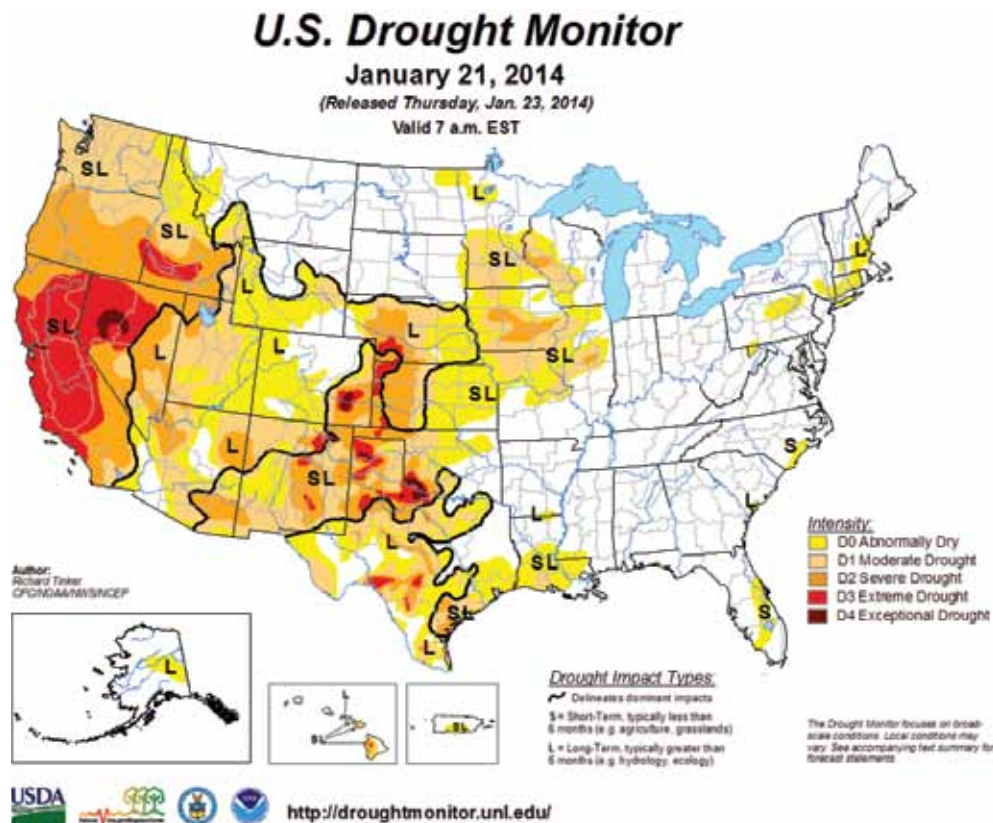 U.S. Drought Monitor
January 21, 2014
(Released Thursday, Jan. 23, 2014)
Valid 7 a.m. EST
SL
SL
L
SL
L
L
L
SL
L
L
SL
SL
SL
L
L
SL
L
SL
L
L
SL
L
S
L
S
Intensity:
D0 Abnormally Dry
D1 Moderate Drought
D2 Severe Drought
D3 Extreme Drought
D4 Exceptional Drought
Author:
Richard Tinker
CPC/NOAA/NWS/NCEP
L
L
SL
SL
Drought Impact Types:
Delineates dominant impacts
S = Short-Term, typically less than
6 months (e.g. agriculture, grasslands)
L = Long-Term, typically greater than
6 months (e.g. hydrology, ecology)
The Drought Monitor focuses on broad-
scale conditions. Local conditions may
vary. See accompanying text summary for
forecast statements.
USDA
http://droughtmonitor.unl.edu/